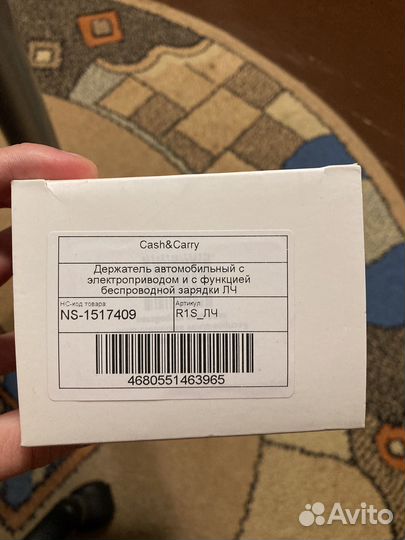 Cash&Carry
Держатель автомобильный с
электроприводом и с функцией
беспроводной зарядки ЛЧ
НС-код товара
Артикул:
NS-1517409
R1S_ЛЧ
4680551463965
Avito